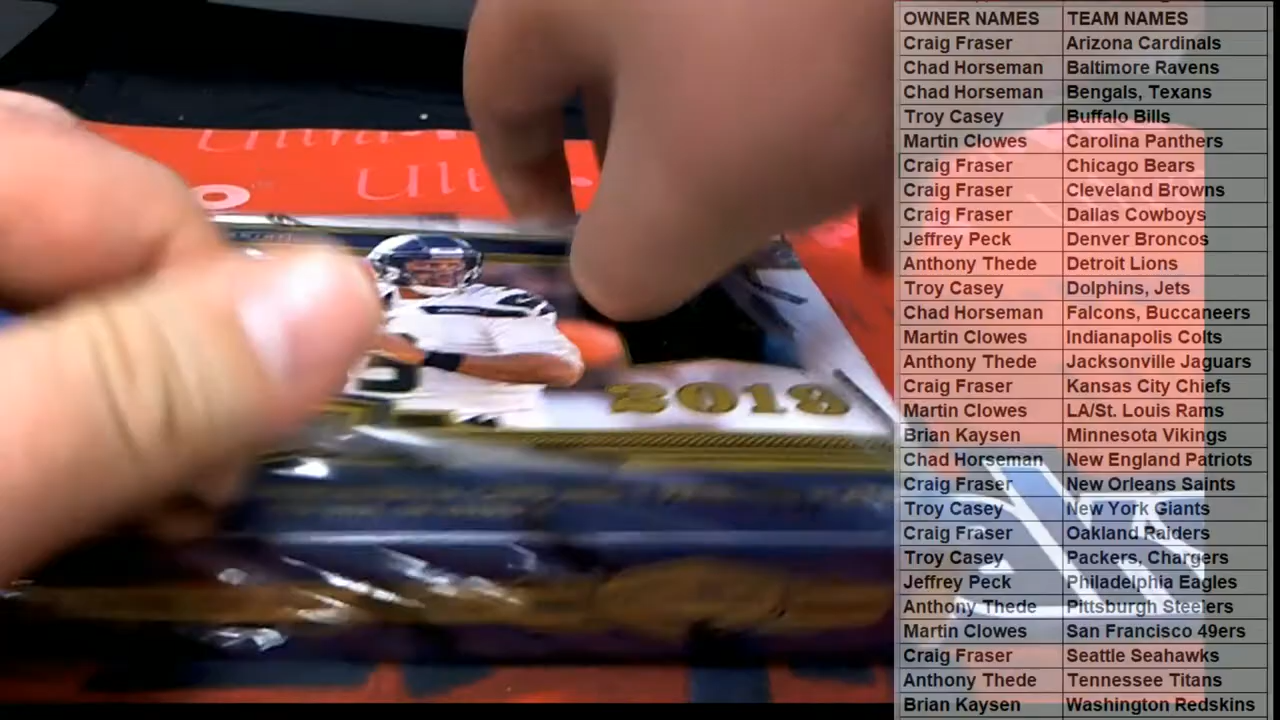 OWNER NAMES TEAM NAMES
Craig Fraser Arizona Cardinals
Chad Horseman Baltimore Ravens
Chad Horseman Bengals, Texans
Troy Casey Buffalo Bills
Martin Clowes Carolina Panthers
Craig Fraser Chicago Bears
Craig Fraser Cleveland Browns
Craig Fraser Dallas Cowboys
Jeffrey Peck Denver Broncos
Anthony Thede Detroit Lions
Troy Casey Dolphins, Jets
Chad Horseman Falcons, Buccaneers
Martin Clowes Indianapolis Colts
Anthony Thede Jacksonville Jaguars
Craig Fraser Kansas City Chiefs
Martin Clowes LA/St. Louis Rams
Brian Kaysen Minnesota Vikings
Chad Horseman New England Patriots
Craig Fraser New Orleans Saints
Troy Casey New York Giants
Craig Fraser Oakland Raiders
Troy Casey Packers, Chargers
Jeffrey Peck Philadelphia Eagles
Anthony Thede Pittsburgh Steelers
Martin Clowes San Francisco 49ers
Craig Fraser Seattle Seahawks
Anthony Thede Tennessee Titans
Brian Kaysen Washington Redskins
2018